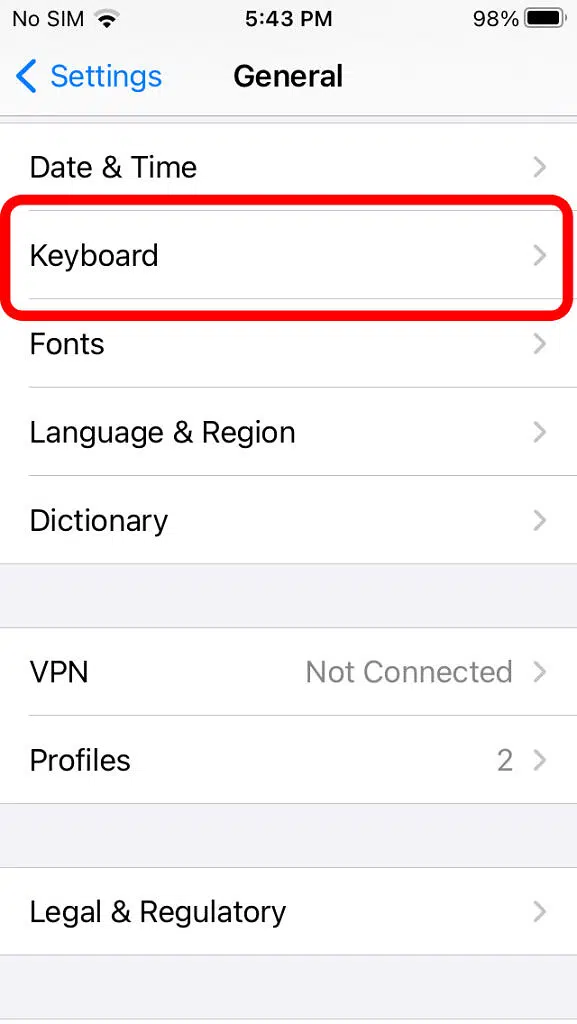 No SIM 5:43 PM 98%
Settings General
Date & Time
Keyboard
Fonts
Language & Region
Dictionary
VPN Not Connected
Profiles 2
Legal & Regulatory